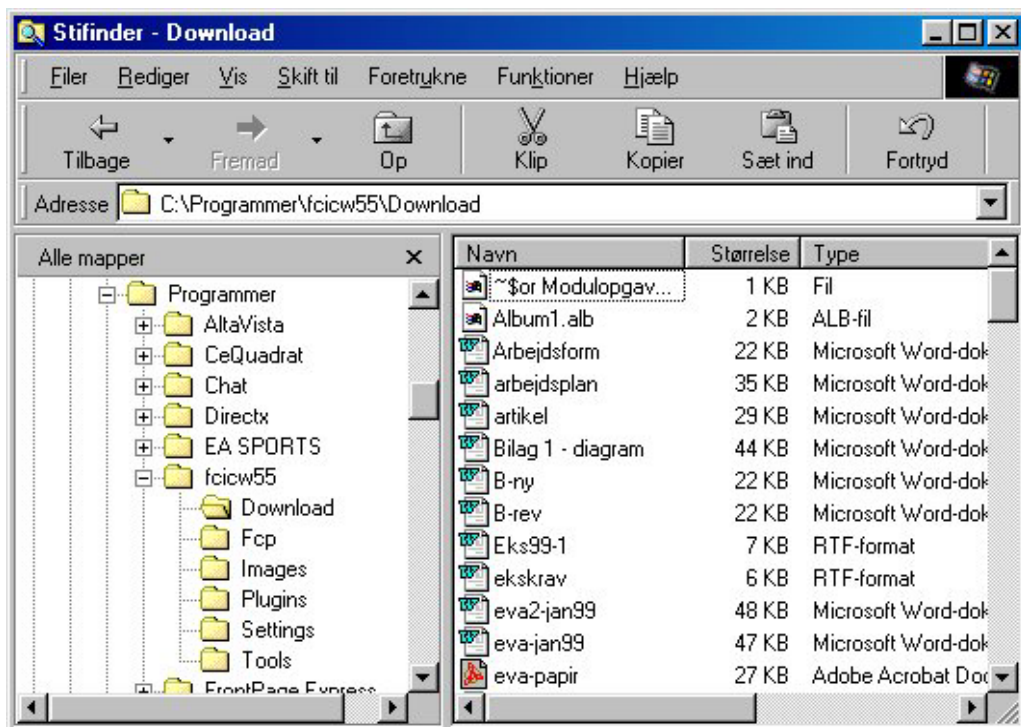 Stifinder - Download
Filer Rediger Vis Skift til Foretrykne Funktioner Hjælp
Tilbage Fremad Op Klip Kopier Sæt ind Fortryd
Adresse C:\Programmer\fcicw55\Download
Alle mapper
Programmer
AltaVista
CeQuadrat
Chat
Directx
EA SPORTS
fcicw55
Download
Fcp
Images
Plugins
Settings
Tools
FrontPage Express
Navn Størrelse Type
~$or Modulopgav... 1 KB Fil
Album1.alb 2 KB ALB-fil
Arbejdsform 22 KB Microsoft Word-dok
arbejdsplan 35 KB Microsoft Word-dok
artikel 29 KB Microsoft Word-dok
Bilag 1 - diagram 44 KB Microsoft Word-dok
B-ny 22 KB Microsoft Word-dok
B-rev 22 KB Microsoft Word-dok
Eks99-1 7 KB RTF-format
ekskrav 6 KB RTF-format
eva2-jan99 48 KB Microsoft Word-dok
eva-jan99 47 KB Microsoft Word-dok
eva-papir 27 KB Adobe Acrobat Doc